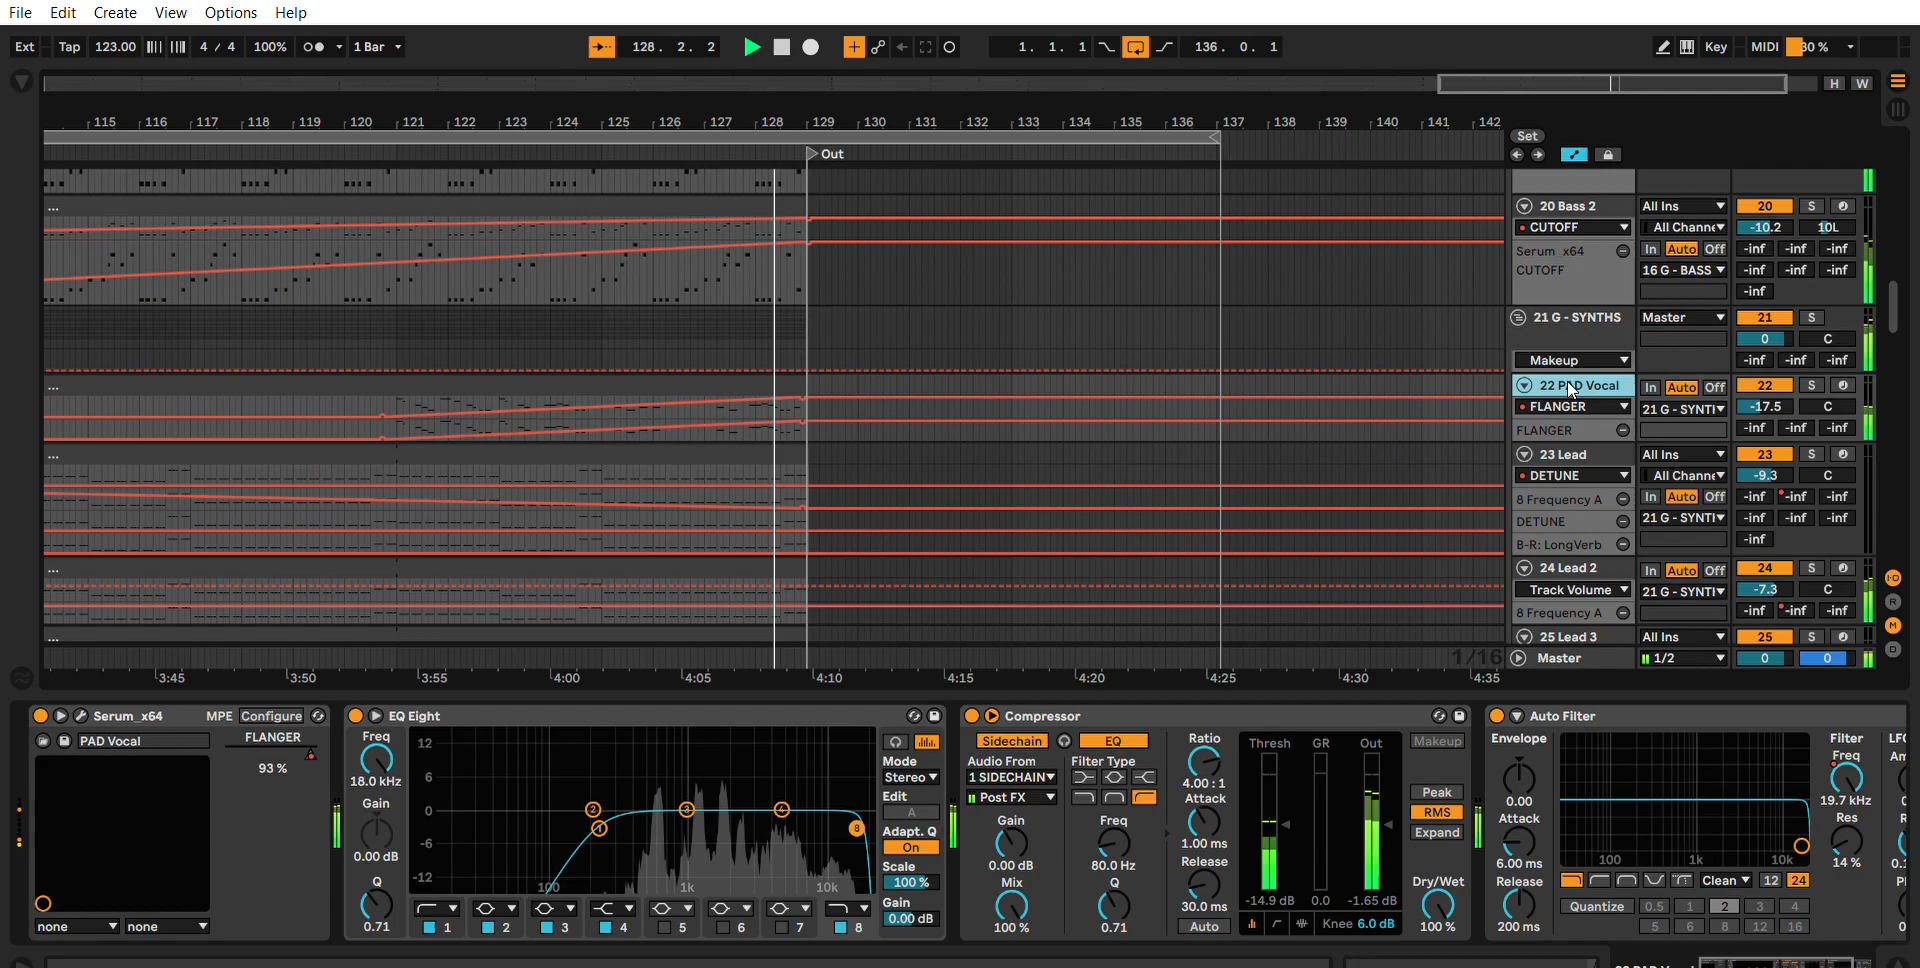 File Edit Create View Options Help
Ext Tap 123.00 4 / 4 100% 1 Bar 128. 2. 2 1. 1. 1 136. 0. 1 Key MIDI 30 %
H W
115 116 117 118 119 120 121 122 123 124 125 126 127 128 129 130 131 132 133 134 135 136 137 138 139 140 141 142
Set
Out
...
20 Bass 2 All Ins 20 S
CUTOFF All Channe -10.2 10L
Serum_x64 In Auto Off -inf -inf -inf
CUTOFF 16 G - BASS -inf -inf -inf
-inf
21 G - SYNTHS Master 21 S
0 C
Makeup -inf -inf -inf
...
22 PAD Vocal In Auto Off 22 S
FLANGER 21 G - SYNTI -17.5 C
FLANGER -inf -inf -inf
...
23 Lead All Ins 23 S
DETUNE All Channe -9.3 C
8 Frequency A In Auto Off -inf -inf -inf
DETUNE 21 G - SYNTI -inf -inf -inf
B-R: LongVerb -inf
...
24 Lead 2 In Auto Off 24 S
Track Volume 21 G - SYNTI -7.3 C
8 Frequency A -inf -inf -inf
...
25 Lead 3 All Ins 25 S
1/16 Master 1/2 0 0
3:45 3:50 3:55 4:00 4:05 4:10 4:15 4:20 4:25 4:30 4:35
Serum_x64 MPE Configure
PAD Vocal FLANGER
93 %
none none
EQ Eight
Freq
18.0 kHz
Gain
0.00 dB
Q
0.71
12
6
0
-6
-12
100 1k 10k
2 1 3 4 8
1 2 3 4 5 6 7 8
Mode
Stereo
Edit
A
Adapt. Q
On
Scale
100 %
Gain
0.00 dB
Compressor
Sidechain EQ
Audio From Filter Type
1 SIDECHAIN
Post FX
Gain Freq
0.00 dB 80.0 Hz
Mix Q
100 % 0.71
Ratio
4.00 : 1
Attack
1.00 ms
Release
30.0 ms
Auto
Thresh GR Out
-14.9 dB 0.0 -1.65 dB
Knee 6.0 dB
Makeup
Peak
RMS
Expand
Dry/Wet
100 %
Auto Filter
Envelope
0.00
Attack
6.00 ms
Release
200 ms
100 1k 10k
Clean 12 24
Quantize 0.5 1 2 3 4
5 6 8 12 16
Filter
Freq
19.7 kHz
Res
14 %